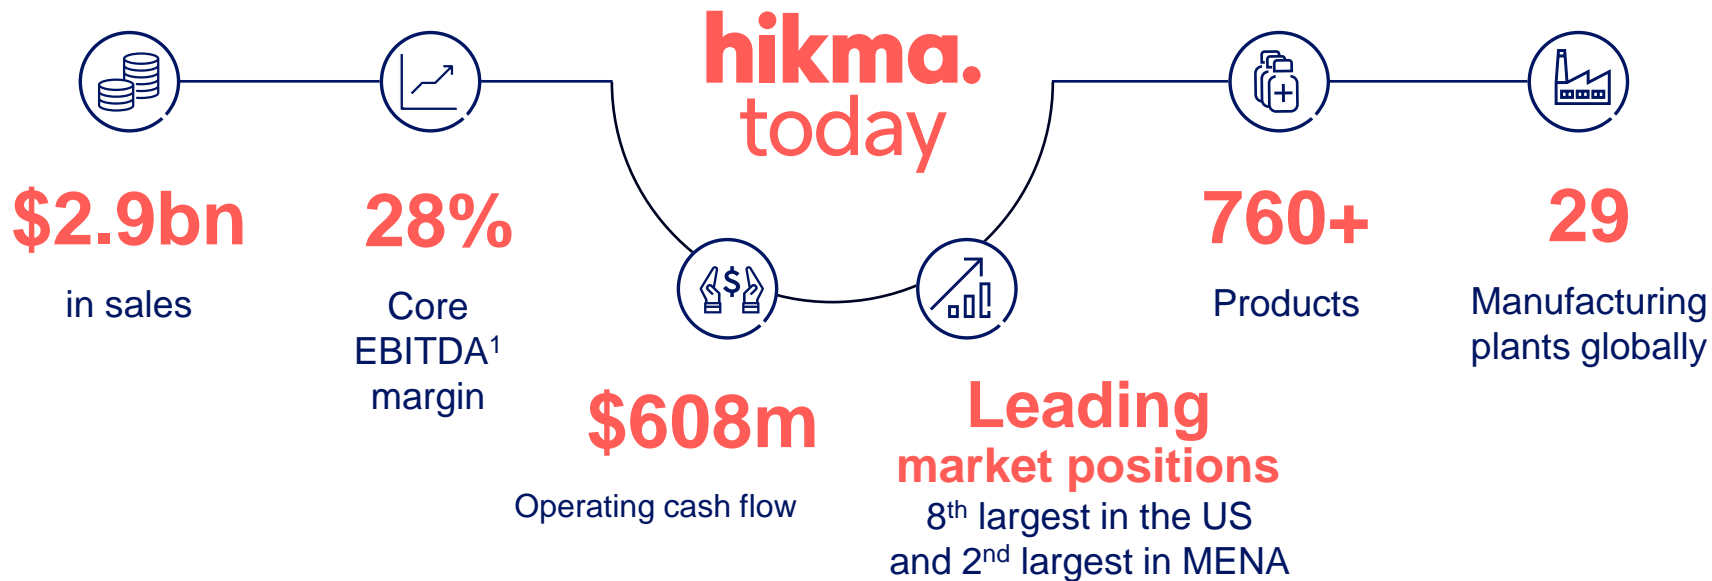 hikma.
today
$2.9bn
in sales
28%
Core
EBITDA¹
margin
$608m
Operating cash flow
Leading
market positions
8th largest in the US
and 2nd largest in MENA
760+
Products
29
Manufacturing
plants globally